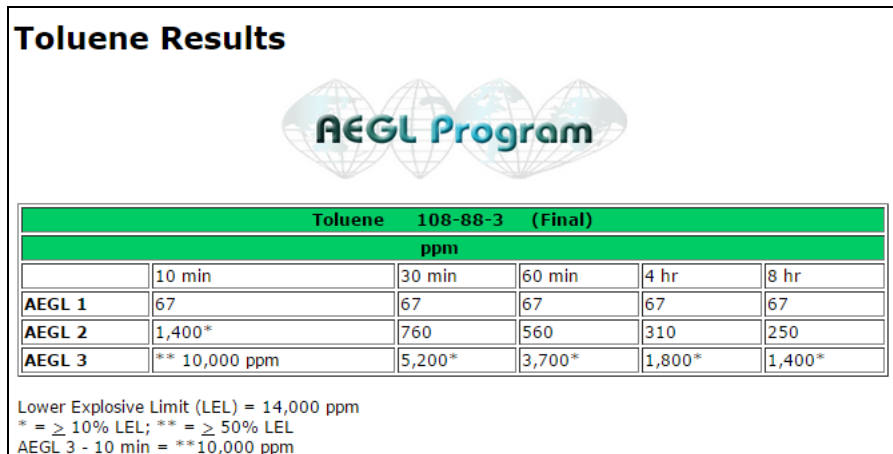 Toluene Results
AEGL Program
Toluene 108-88-3 (Final)
ppm
10 min 30 min 60 min 4 hr 8 hr
AEGL 1 67 67 67 67 67
AEGL 2 1,400* 760 560 310 250
AEGL 3 ** 10,000 ppm 5,200* 3,700* 1,800* 1,400*
Lower Explosive Limit (LEL) = 14,000 ppm
* = ≥ 10% LEL; ** = ≥ 50% LEL
AEGL 3 - 10 min = **10,000 ppm